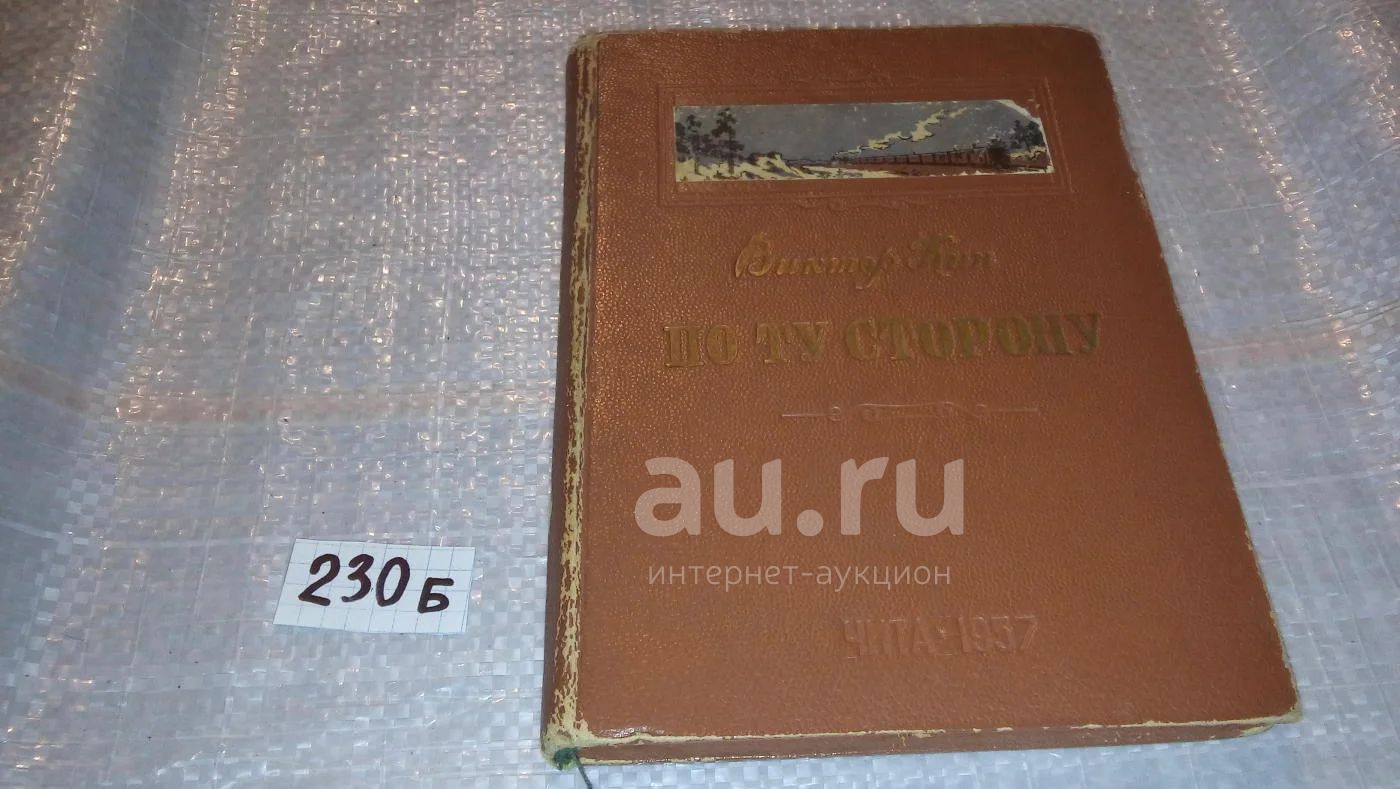 Виктор Кин
ПО ТУ СТОРОНУ
au.ru
интернет-аукцион
ЧИТА-1957
230 Б